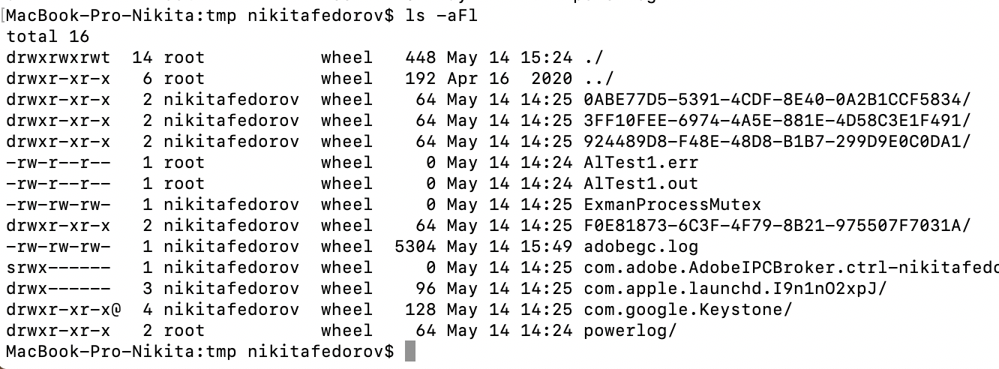 MacBook-Pro-Nikita:tmp nikitafedorov$ ls -aFl
total 16
drwxrwxrwt  14 root           wheel   448 May 14 15:24 ./
drwxr-xr-x   6 root           wheel   192 Apr 16  2020 ../
drwxr-xr-x   2 nikitafedorov  wheel    64 May 14 14:25 0ABE77D5-5391-4CDF-8E40-0A2B1CCF5834/
drwxr-xr-x   2 nikitafedorov  wheel    64 May 14 14:25 3FF10FEE-6974-4A5E-881E-4D58C3E1F491/
drwxr-xr-x   2 nikitafedorov  wheel    64 May 14 14:25 924489D8-F48E-48D8-B1B7-299D9E0C0DA1/
-rw-r--r--   1 root           wheel     0 May 14 14:24 AlTest1.err
-rw-r--r--   1 root           wheel     0 May 14 14:24 AlTest1.out
-rw-rw-rw-   1 nikitafedorov  wheel     0 May 14 14:25 ExmanProcessMutex
drwxr-xr-x   2 nikitafedorov  wheel    64 May 14 14:25 F0E81873-6C3F-4F79-8B21-975507F7031A/
-rw-rw-rw-   1 nikitafedorov  wheel  5304 May 14 15:49 adobegc.log
srwx------   1 nikitafedorov  wheel     0 May 14 14:25 com.adobe.AdobeIPCBroker.ctrl-nikitafedo
drwx------   3 nikitafedorov  wheel    96 May 14 14:25 com.apple.launchd.I9n1nO2xpJ/
drwxr-xr-x@  4 nikitafedorov  wheel   128 May 14 14:25 com.google.Keystone/
drwxr-xr-x   2 root           wheel    64 May 14 14:24 powerlog/
MacBook-Pro-Nikita:tmp nikitafedorov$